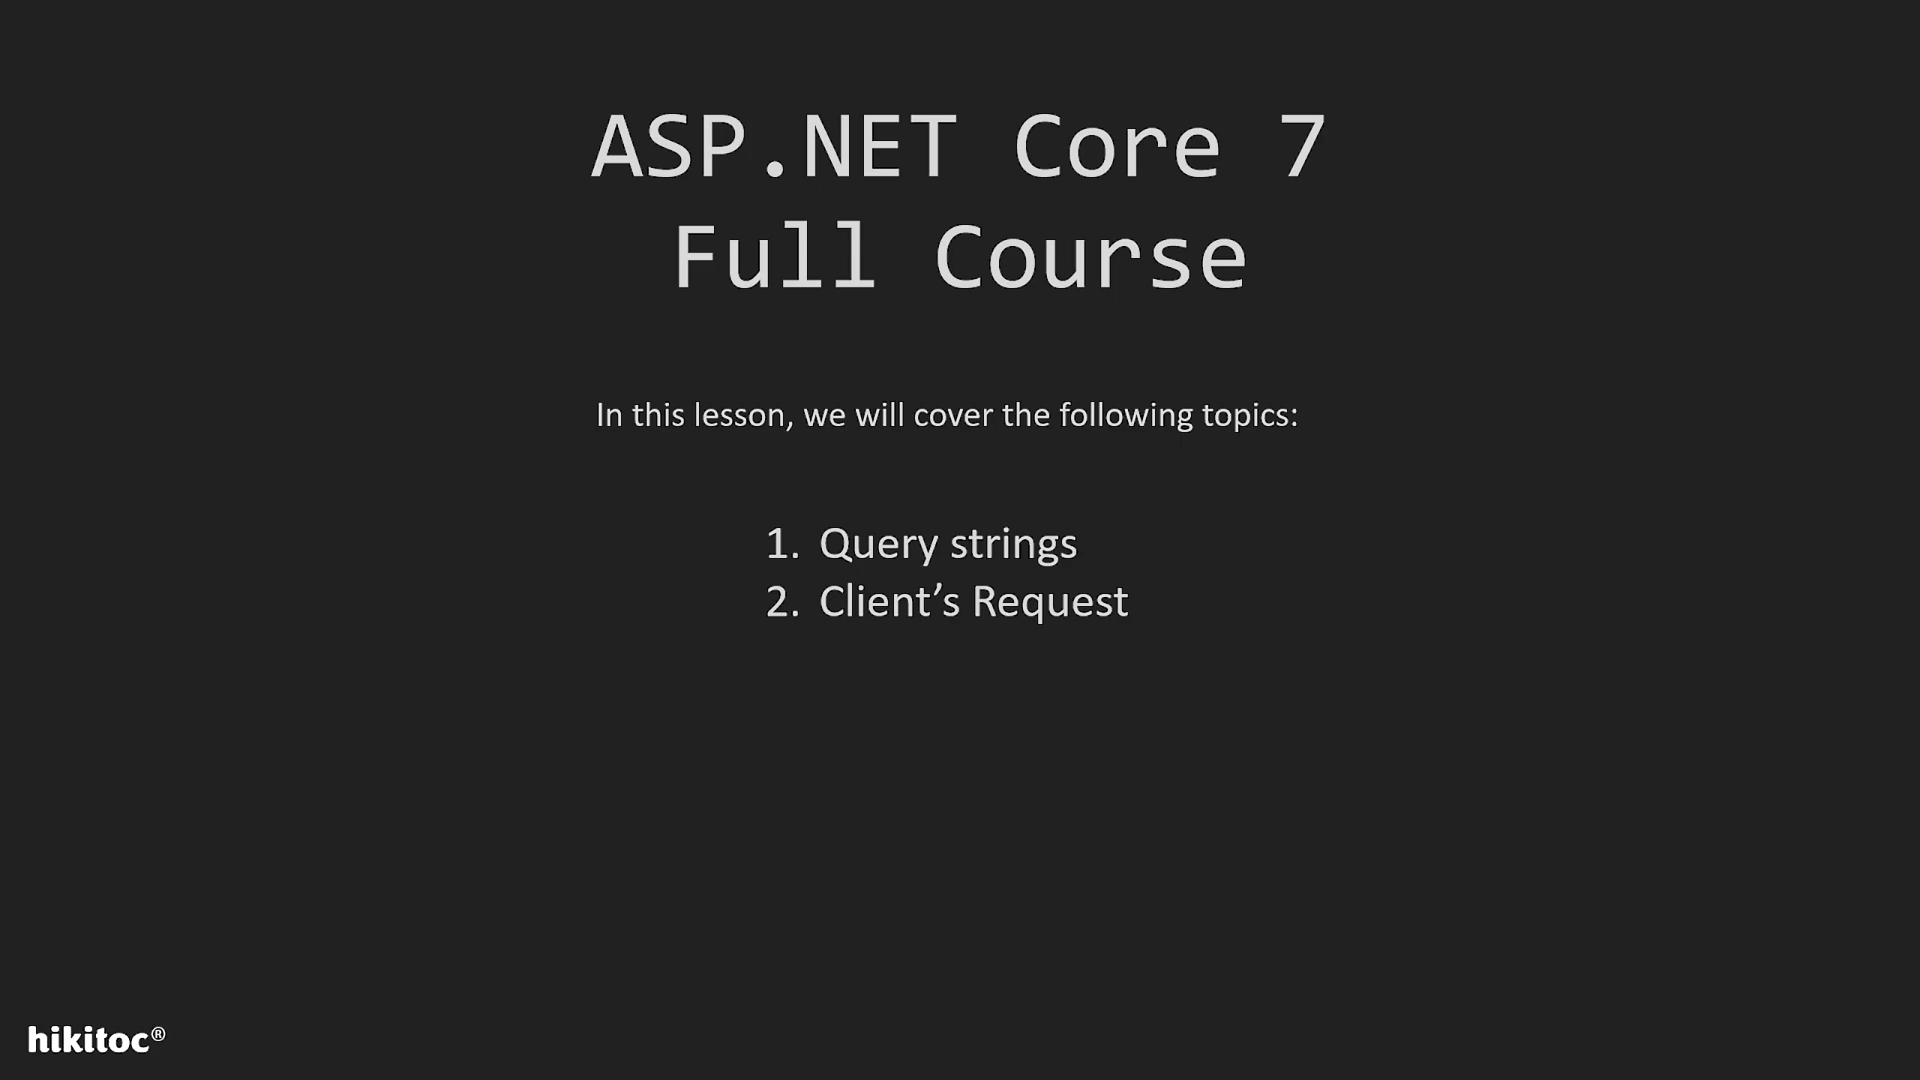 ASP.NET Core 7
Full Course
In this lesson, we will cover the following topics:
1. Query strings
2. Client’s Request
hikitoc®